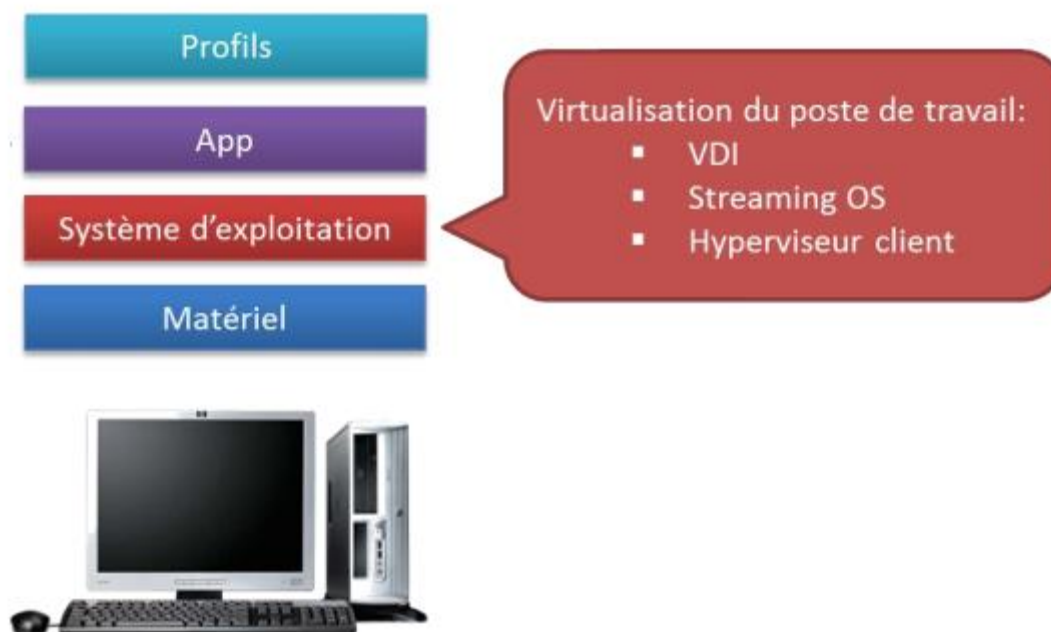 Profils
App
Système d'exploitation
Matériel
Virtualisation du poste de travail:
▪ VDI
▪ Streaming OS
▪ Hyperviseur client